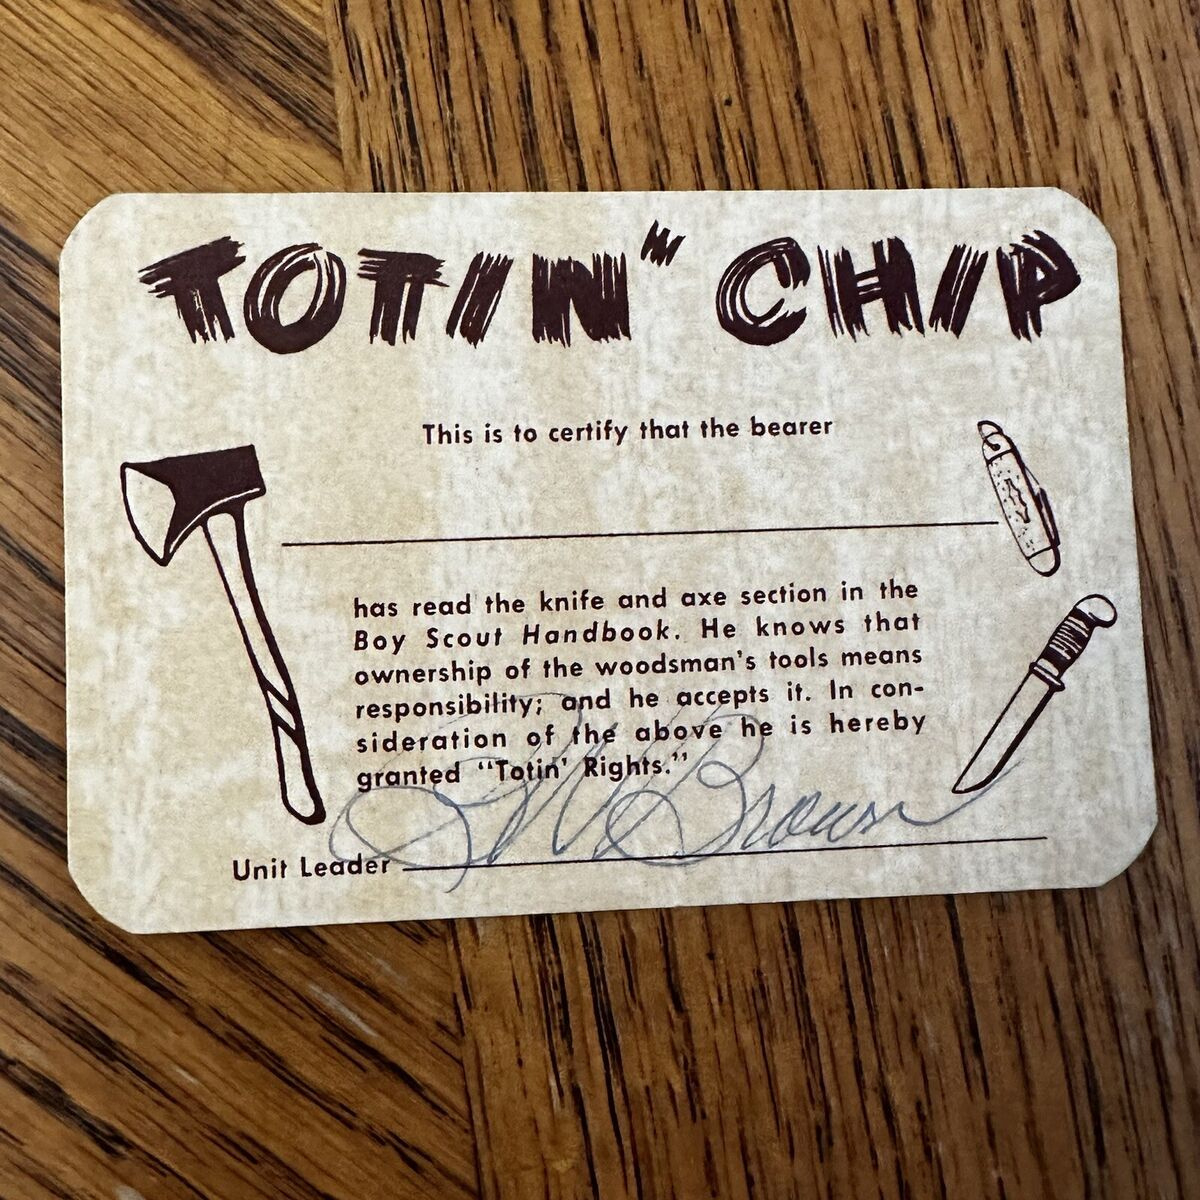 TOTIN" CHIP
This is to certify that the bearer
has read the knife and axe section in the
Boy Scout Handbook. He knows that
ownership of the woodsman's tools means
responsibility; and he accepts it. In con-
sideration of the above he is hereby
granted “Totin' Rights.”
Unit Leader Brown